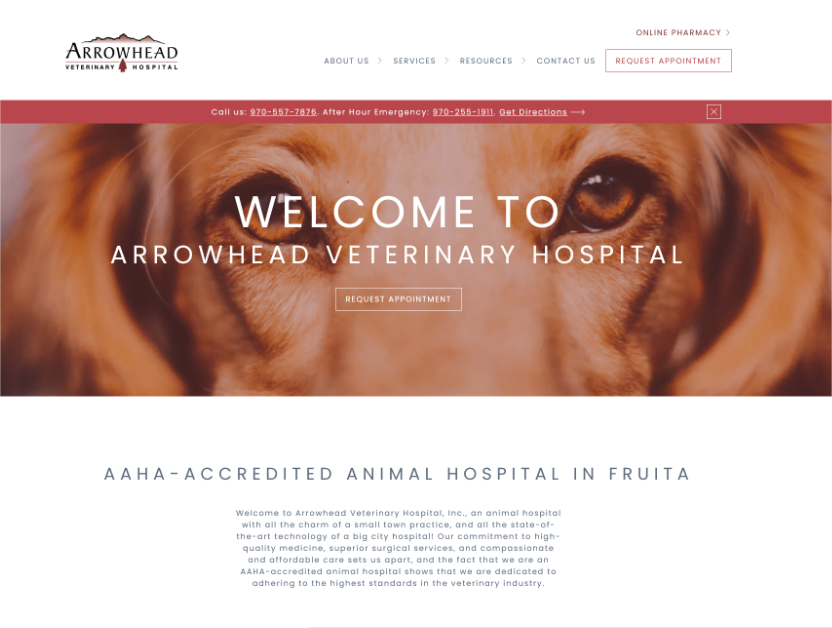 ONLINE PHARMACY
ARROWHEAD
VETERINARY HOSPITAL
ABOUT US SERVICES RESOURCES CONTACT US REQUEST APPOINTMENT
Call us: 970-557-7876. After Hour Emergency: 970-255-1911. Get Directions
WELCOME TO
ARROWHEAD VETERINARY HOSPITAL
REQUEST APPOINTMENT
AAHA-ACCREDITED ANIMAL HOSPITAL IN FRUITA
Welcome to Arrowhead Veterinary Hospital, Inc., an animal hospital
with all the charm of a small town practice, and all the state-of-
the-art technology of a big city hospital! Our commitment to high-
quality medicine, superior surgical services, and compassionate
and affordable care sets us apart, and the fact that we are an
AAHA-accredited animal hospital shows that we are dedicated to
adhering to the highest standards in the veterinary industry.